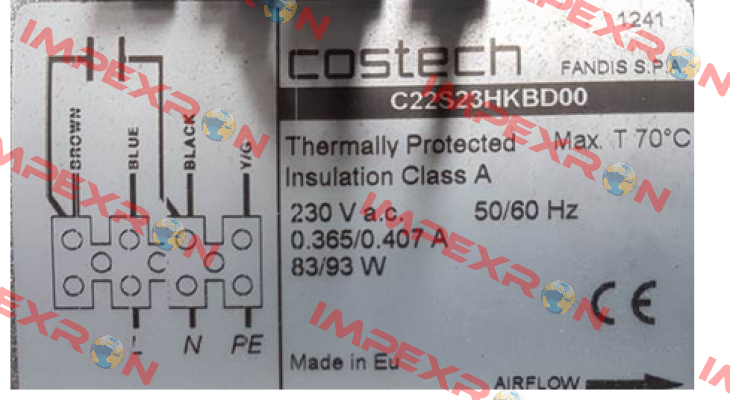 1241
costech FANDIS S.P.A
C22S23HKBD00
Thermally Protected Max. T 70°C
Insulation Class A
230 V a.c. 50/60 Hz
0.365/0.407 A
83/93 W
CE
Made in Eu
AIRFLOW
BROWN
BLUE
BLACK
Y/G
L N PE
IMPEXRON
IMPEXRON
IMPEXRON
IMPEXRON
IMPEXRON
IMPEXRON